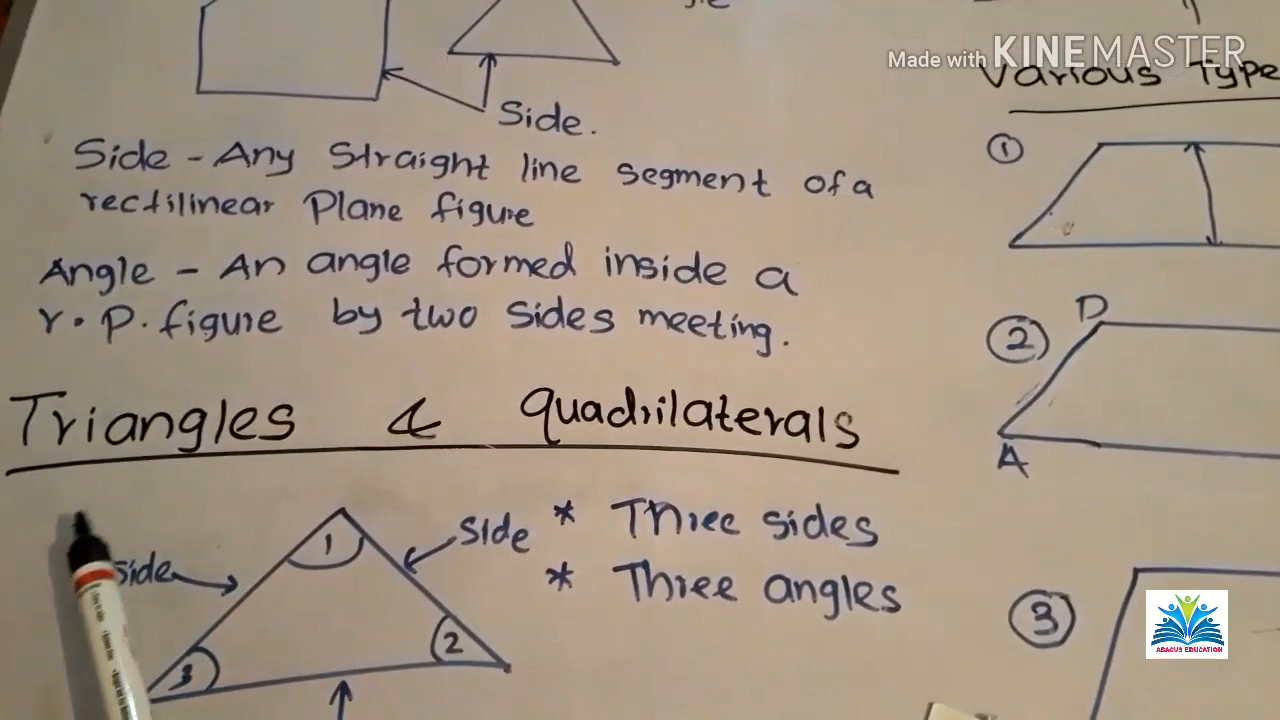 Made with KINEMASTER
Side.
Side - Any straight line segment of a
rectilinear Plane figure
Angle - An angle formed inside a
r.p. figure by two sides meeting.
Triangles & quadrilaterals
side
1
2
3
Side
* Three sides
* Three angles
Various Type
1
2
D
A
3
ABACUS EDUCATION